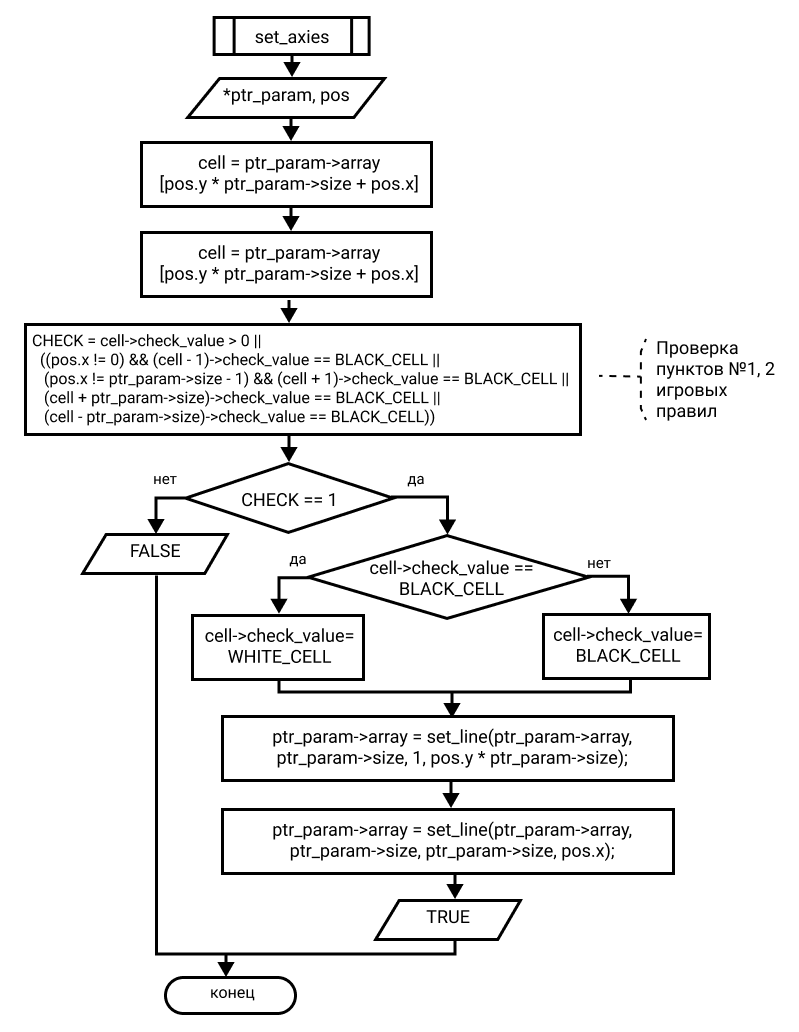 set_axies
*ptr_param, pos
cell = ptr_param->array
[pos.y * ptr_param->size + pos.x]
cell = ptr_param->array
[pos.y * ptr_param->size + pos.x]
CHECK = cell->check_value > 0 ||
((pos.x != 0) && (cell - 1)->check_value == BLACK_CELL ||
(pos.x != ptr_param->size - 1) && (cell + 1)->check_value == BLACK_CELL ||
(cell + ptr_param->size)->check_value == BLACK_CELL ||
(cell - ptr_param->size)->check_value == BLACK_CELL))
Проверка
пунктов №1, 2
игровых
правил
нет
CHECK == 1
да
FALSE
да
cell->check_value ==
BLACK_CELL
нет
cell->check_value=
WHITE_CELL
cell->check_value=
BLACK_CELL
ptr_param->array = set_line(ptr_param->array,
ptr_param->size, 1, pos.y * ptr_param->size);
ptr_param->array = set_line(ptr_param->array,
ptr_param->size, ptr_param->size, pos.x);
TRUE
конец